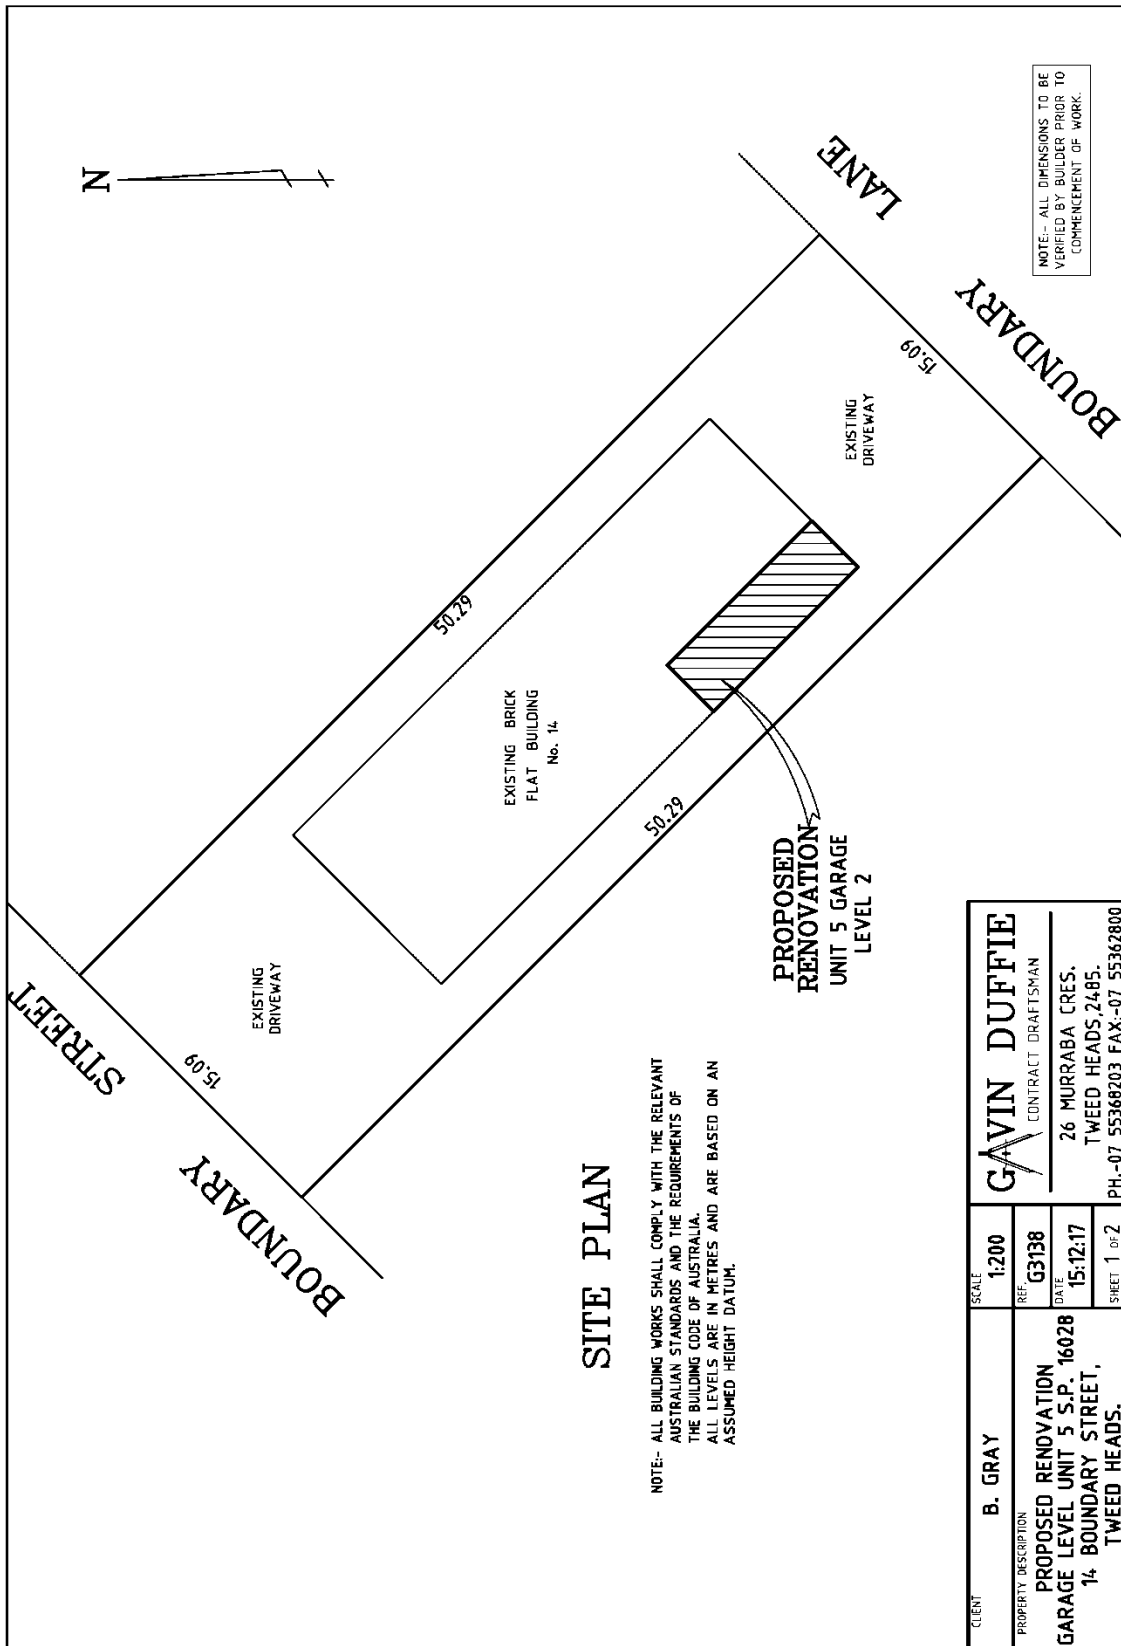 N
BOUNDARY STREET
15.09
EXISTING
DRIVEWAY
50.29
EXISTING BRICK
FLAT BUILDING
No. 14
50.29
PROPOSED
RENOVATION
UNIT 5 GARAGE
LEVEL 2
EXISTING
DRIVEWAY
15.09
BOUNDARY LANE
NOTE:- ALL DIMENSIONS TO BE
VERIFIED BY BUILDER PRIOR TO
COMMENCEMENT OF WORK.
SITE PLAN
NOTE:- ALL BUILDING WORKS SHALL COMPLY WITH THE RELEVANT
AUSTRALIAN STANDARDS AND THE REQUIREMENTS OF
THE BUILDING CODE OF AUSTRALIA.
ALL LEVELS ARE IN METRES AND ARE BASED ON AN
ASSUMED HEIGHT DATUM.
CLIENT
B. GRAY
PROPERTY DESCRIPTION
PROPOSED RENOVATION
GARAGE LEVEL UNIT 5 S.P. 16028
14 BOUNDARY STREET,
TWEED HEADS.
SCALE
1:200
REF.
G3138
DATE
15:12:17
SHEET 1 OF 2
GAVIN DUFFIE
CONTRACT DRAFTSMAN
26 MURRABA CRES.
TWEED HEADS,2485.
PH.-07 55368203 FAX:-07 55362800